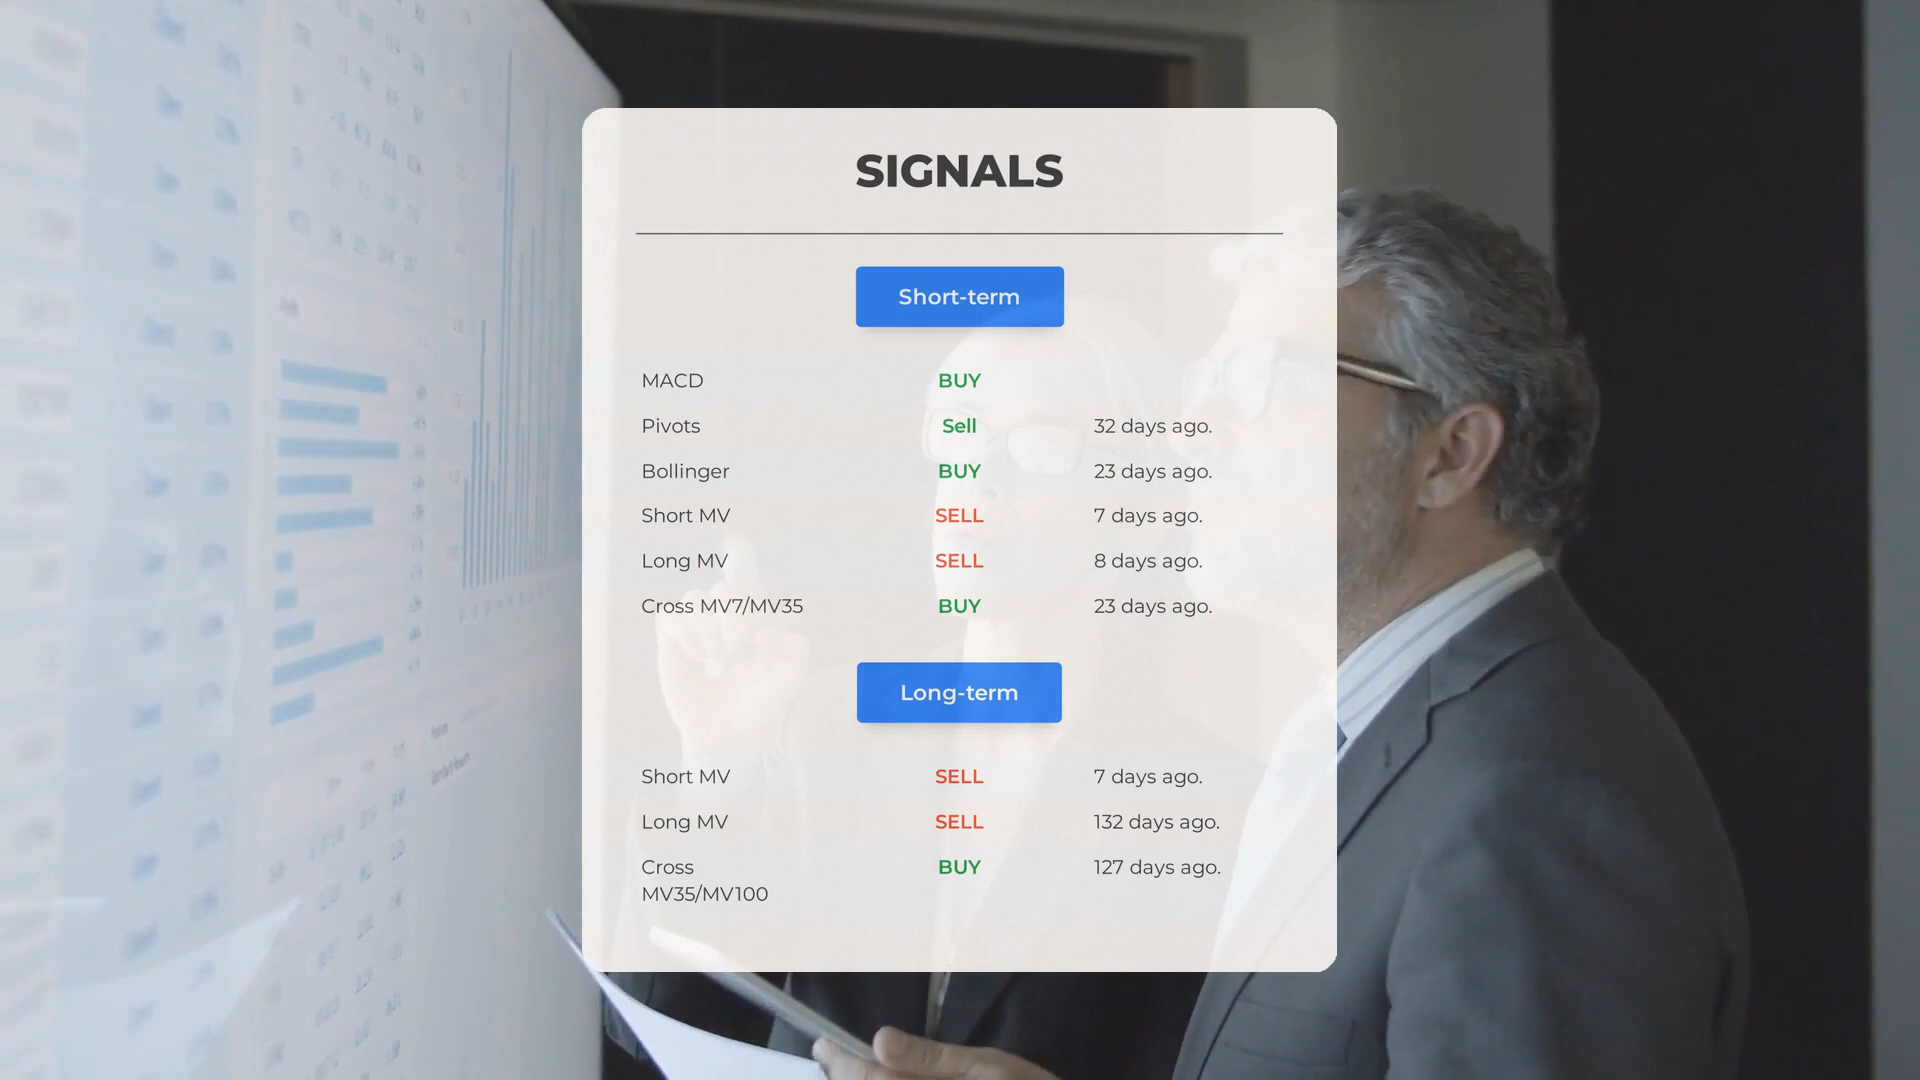 SIGNALS
Short-term
MACD BUY
Pivots Sell 32 days ago.
Bollinger BUY 23 days ago.
Short MV SELL 7 days ago.
Long MV SELL 8 days ago.
Cross MV7/MV35 BUY 23 days ago.
Long-term
Short MV SELL 7 days ago.
Long MV SELL 132 days ago.
Cross BUY 127 days ago.
MV35/MV100